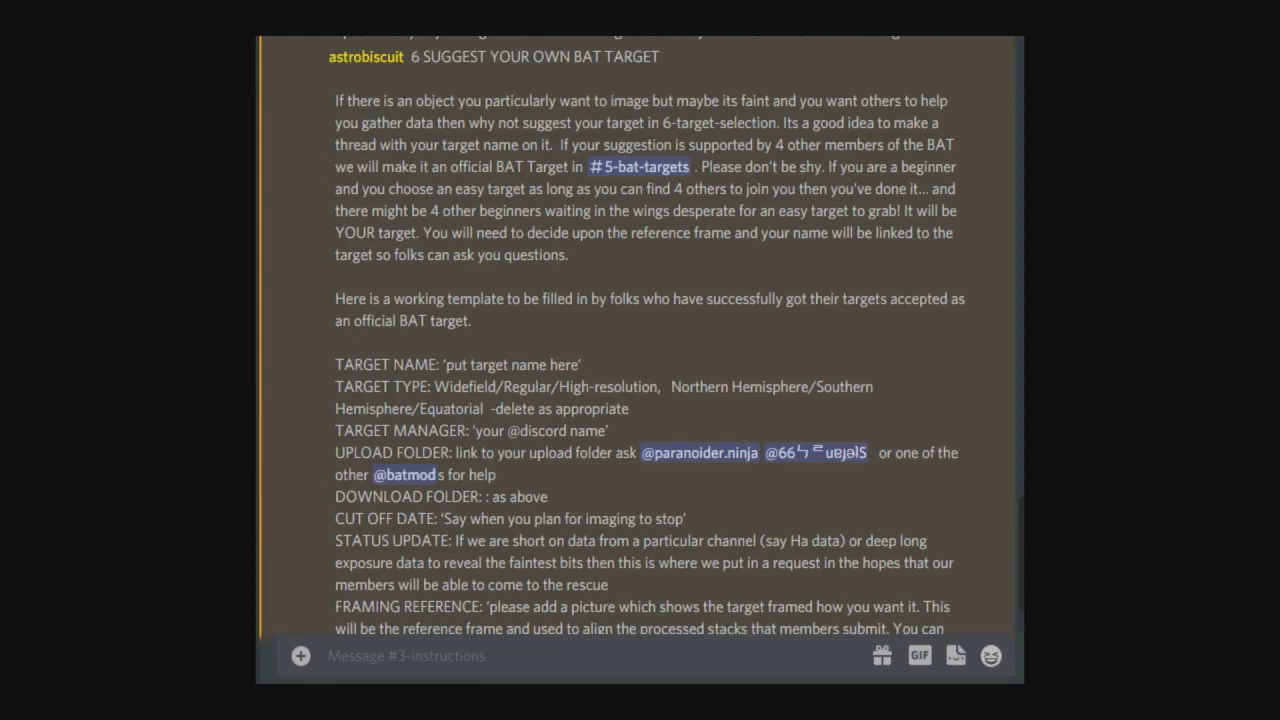 astrobiscuit 6 SUGGEST YOUR OWN BAT TARGET
If there is an object you particularly want to image but maybe its faint and you want others to help
you gather data then why not suggest your target in 6-target-selection. Its a good idea to make a
thread with your target name on it.  If your suggestion is supported by 4 other members of the BAT
we will make it an official BAT Target in #5-bat-targets . Please don't be shy. If you are a beginner
and you choose an easy target as long as you can find 4 others to join you then you've done it... and
there might be 4 other beginners waiting in the wings desperate for an easy target to grab! It will be
YOUR target. You will need to decide upon the reference frame and your name will be linked to the
target so folks can ask you questions.
Here is a working template to be filled in by folks who have successfully got their targets accepted as
an official BAT target.
TARGET NAME: 'put target name here'
TARGET TYPE: Widefield/Regular/High-resolution,   Northern Hemisphere/Southern
Hemisphere/Equatorial  -delete as appropriate
TARGET MANAGER: 'your @discord name'
UPLOAD FOLDER: link to your upload folder ask @paranoider.ninja or one of the
other @batmods for help
DOWNLOAD FOLDER: : as above
CUT OFF DATE: 'Say when you plan for imaging to stop'
STATUS UPDATE: If we are short on data from a particular channel (say Ha data) or deep long
exposure data to reveal the faintest bits then this is where we put in a request in the hopes that our
members will be able to come to the rescue
FRAMING REFERENCE: 'please add a picture which shows the target framed how you want it. This
will be the reference frame and used to align the processed stacks that members submit. You can
Message #3-instructions
GIF